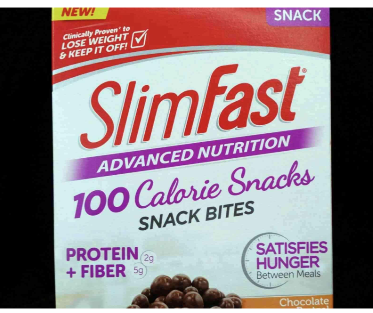 NEW!
SNACK
Clinically Proven* to
LOSE WEIGHT
& KEEP IT OFF!
SlimFast®
ADVANCED NUTRITION
100 Calorie Snacks
SNACK BITES
PROTEIN 2g
+ FIBER 5g
SATISFIES
HUNGER
Between Meals
Chocolate